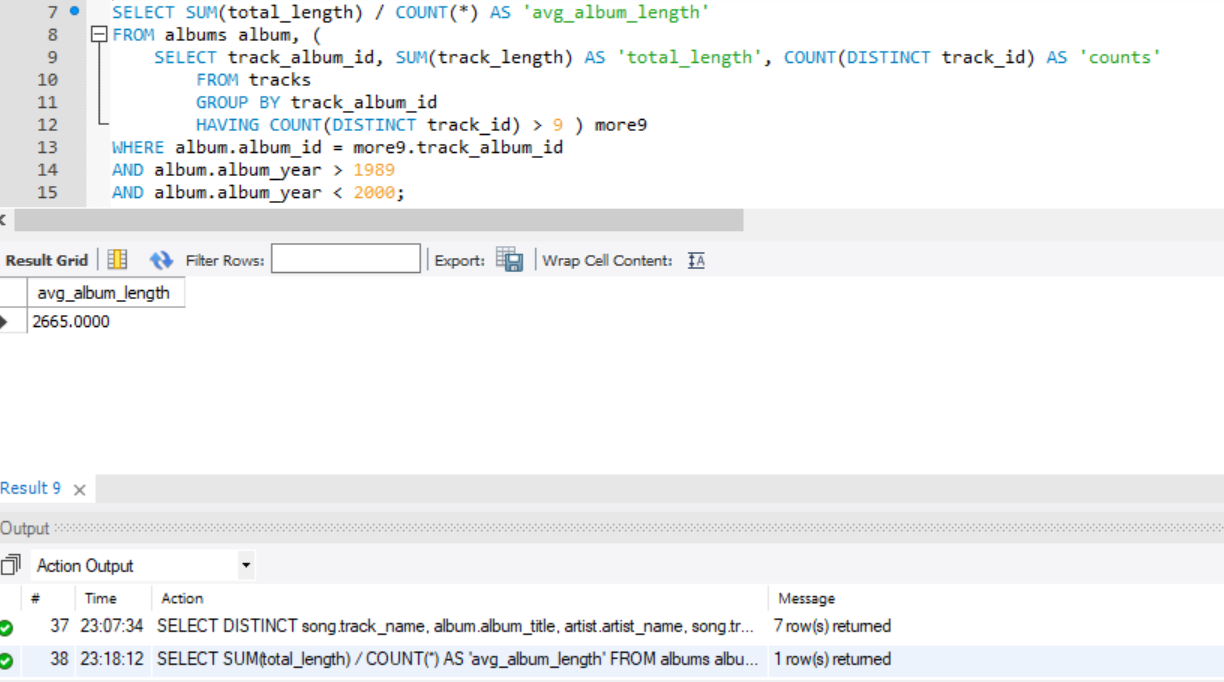 7 SELECT SUM(total_length) / COUNT(*) AS 'avg_album_length'
8 FROM albums album, (
9 SELECT track_album_id, SUM(track_length) AS 'total_length', COUNT(DISTINCT track_id) AS 'counts'
10 FROM tracks
11 GROUP BY track_album_id
12 HAVING COUNT(DISTINCT track_id) > 9 ) more9
13 WHERE album.album_id = more9.track_album_id
14 AND album.album_year > 1989
15 AND album.album_year < 2000;
Result Grid Filter Rows: Export: Wrap Cell Content: IA
avg_album_length
2665.0000
Result 9 ×
Output
Action Output
# Time Action Message
37 23:07:34 SELECT DISTINCT song.track_name, album.album_title, artist.artist_name, song.tr... 7 row(s) returned
38 23:18:12 SELECT SUM(total_length) / COUNT(*) AS 'avg_album_length' FROM albums albu... 1 row(s) returned